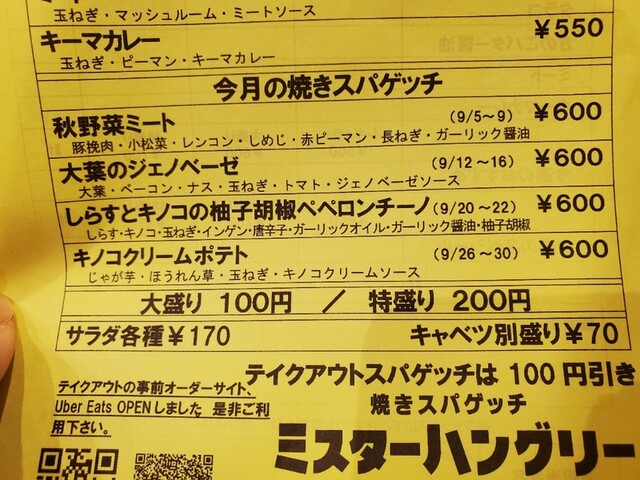 玉ねぎ・マッシュルーム・ミートソース
キーマカレー ¥550
玉ねぎ・ピーマン・キーマカレー
今月の焼きスパゲッチ
秋野菜ミート (9/5～9) ¥600
豚挽肉・小松菜・レンコン・しめじ・赤ピーマン・長ねぎ・ガーリック醤油
大葉のジェノベーゼ (9/12～16) ¥600
大葉・ベーコン・ナス・玉ねぎ・トマト・ジェノベーゼソース
しらすとキノコの柚子胡椒ペペロンチーノ (9/20～22) ¥600
しらす・キノコ・玉ねぎ・インゲン・唐辛子・ガーリックオイル・ガーリック醤油・柚子胡椒
キノコクリームポテト (9/26～30) ¥600
じゃが芋・ほうれん草・玉ねぎ・キノコクリームソース
大盛り 100円 / 特盛り 200円
サラダ各種¥170 キャベツ別盛り¥70
テイクアウトスパゲッチは 100円引き
テイクアウトの事前オーダーサイト、
Uber Eats OPENしました 是非ご利
用下さい。
焼きスパゲッチ
ミスターハングリー